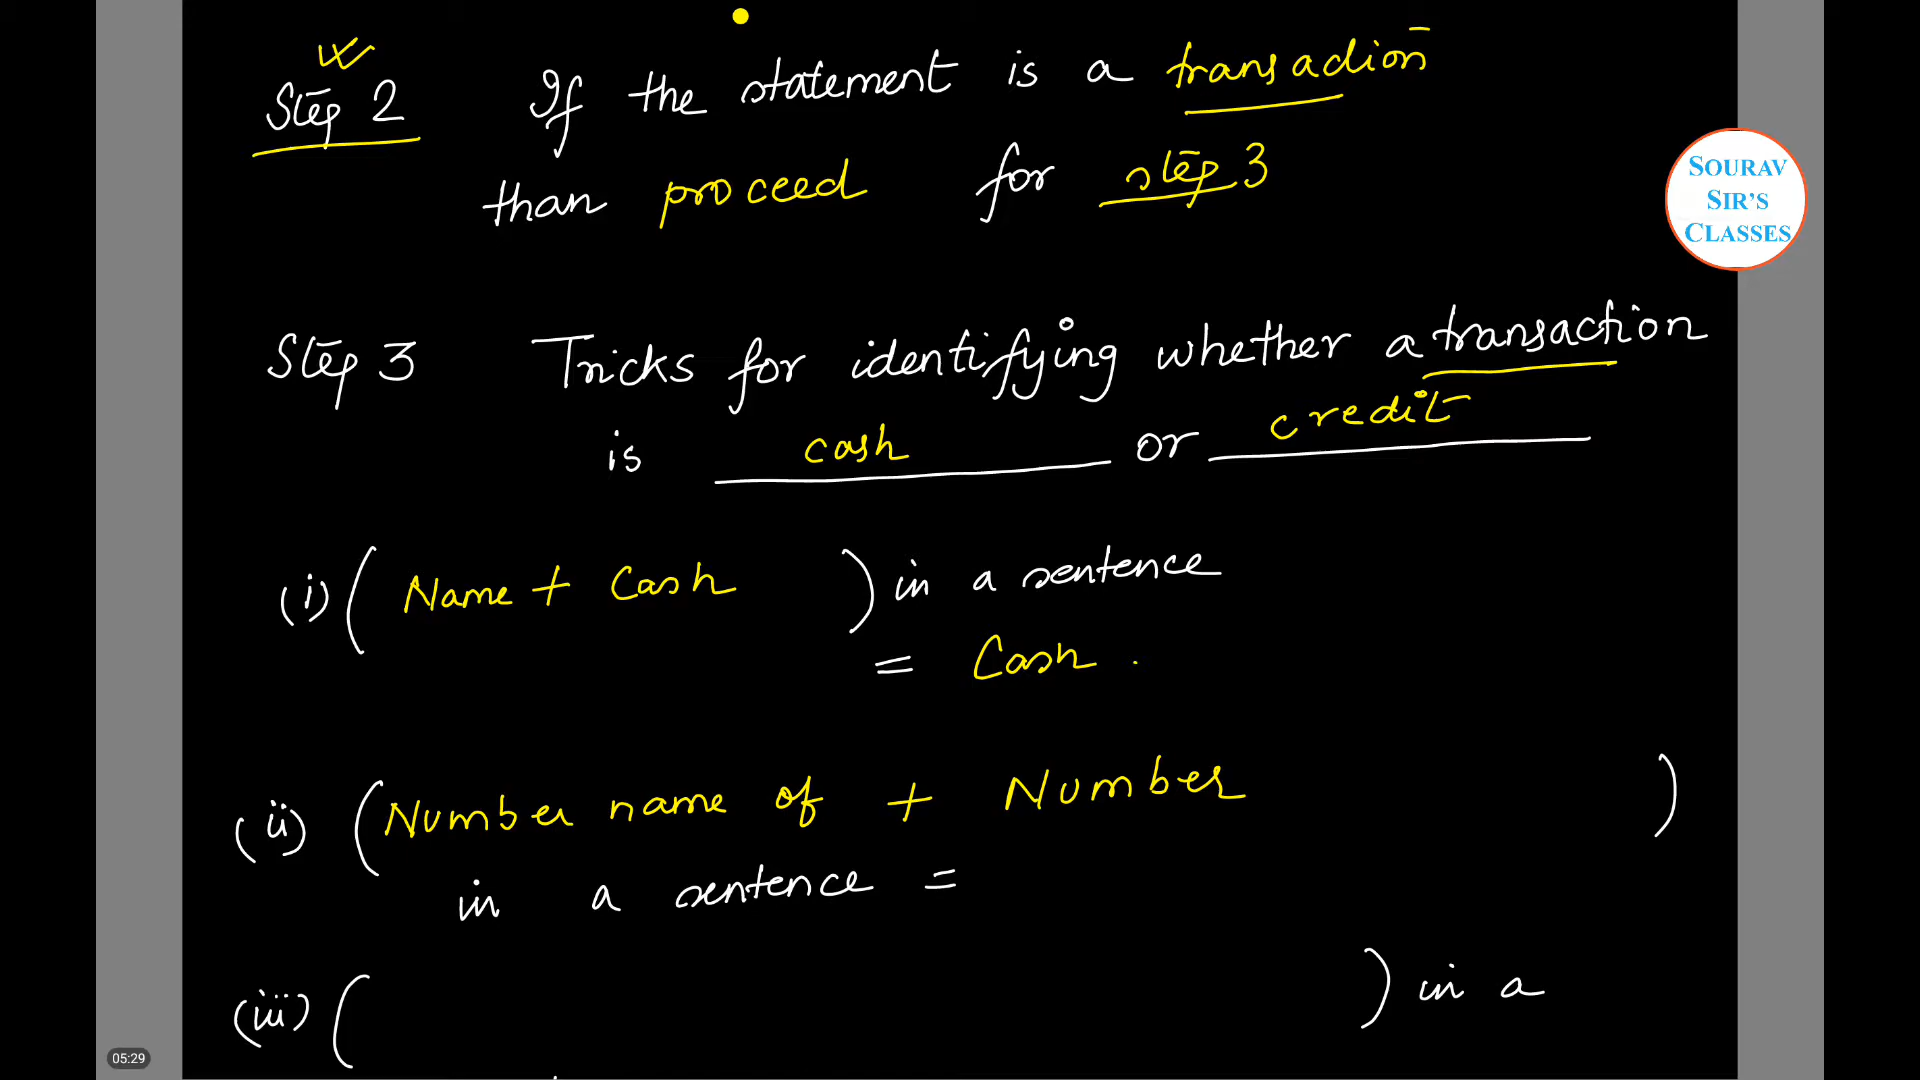 Step 2 If the statement is a transadion
than proceed for step 3
SOURAV
SIR'S
CLASSES
Step 3 Tricks for identifying whether a transaction
is cash or credit
(i) (Name + Cash) in a sentence
= Cash.
(ii) (Number name of + Number)
in a sentence =
(iii) ( ) in a
05:29